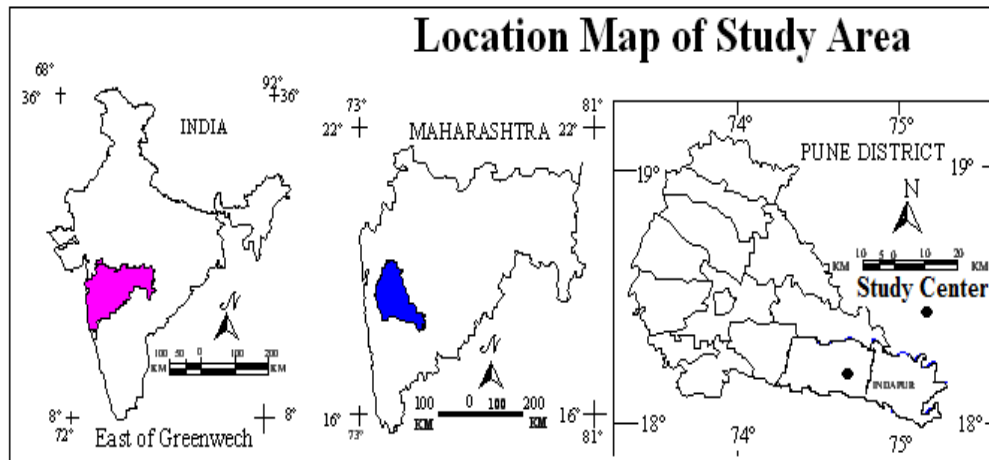 Location Map of Study Area
68°
36°
92°
36°
INDIA
N
100 50 0 100 200
KM KM
8°
72°
8°
East of Greenwech
73°
22°
81°
22°
MAHARASHTRA
N
100 0 100 200
KM KM
16°
73°
16°
81°
74° 75°
PUNE DISTRICT
19° 19°
N
10 5 0 10 20
KM KM
Study Center
INDAPUR
18° 18°
74° 75°